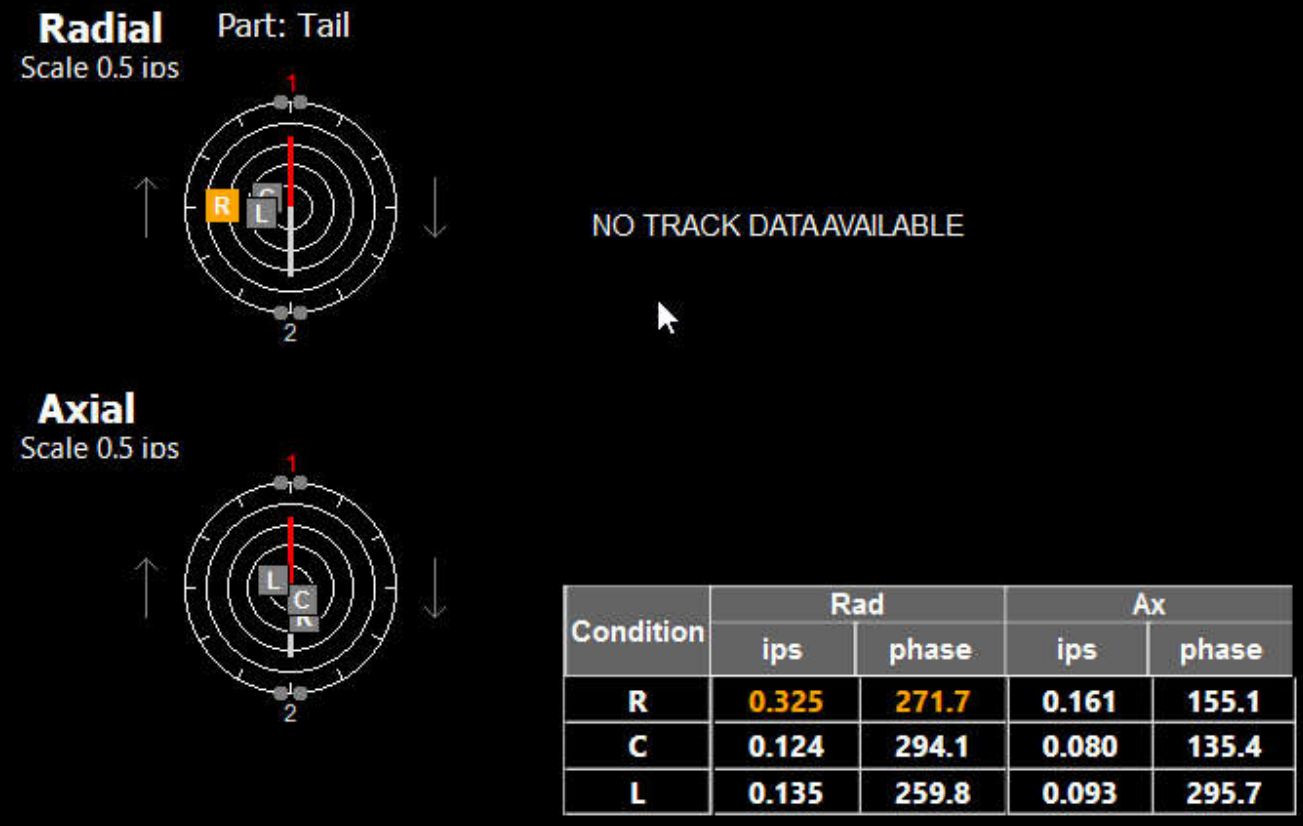 Radial Part: Tail
Scale 0.5 ips
1
R C
L
2
NO TRACK DATA AVAILABLE
Axial
Scale 0.5 ips
1
L
C
R
2
Condition Rad Ax
ips phase ips phase
R 0.325 271.7 0.161 155.1
C 0.124 294.1 0.080 135.4
L 0.135 259.8 0.093 295.7